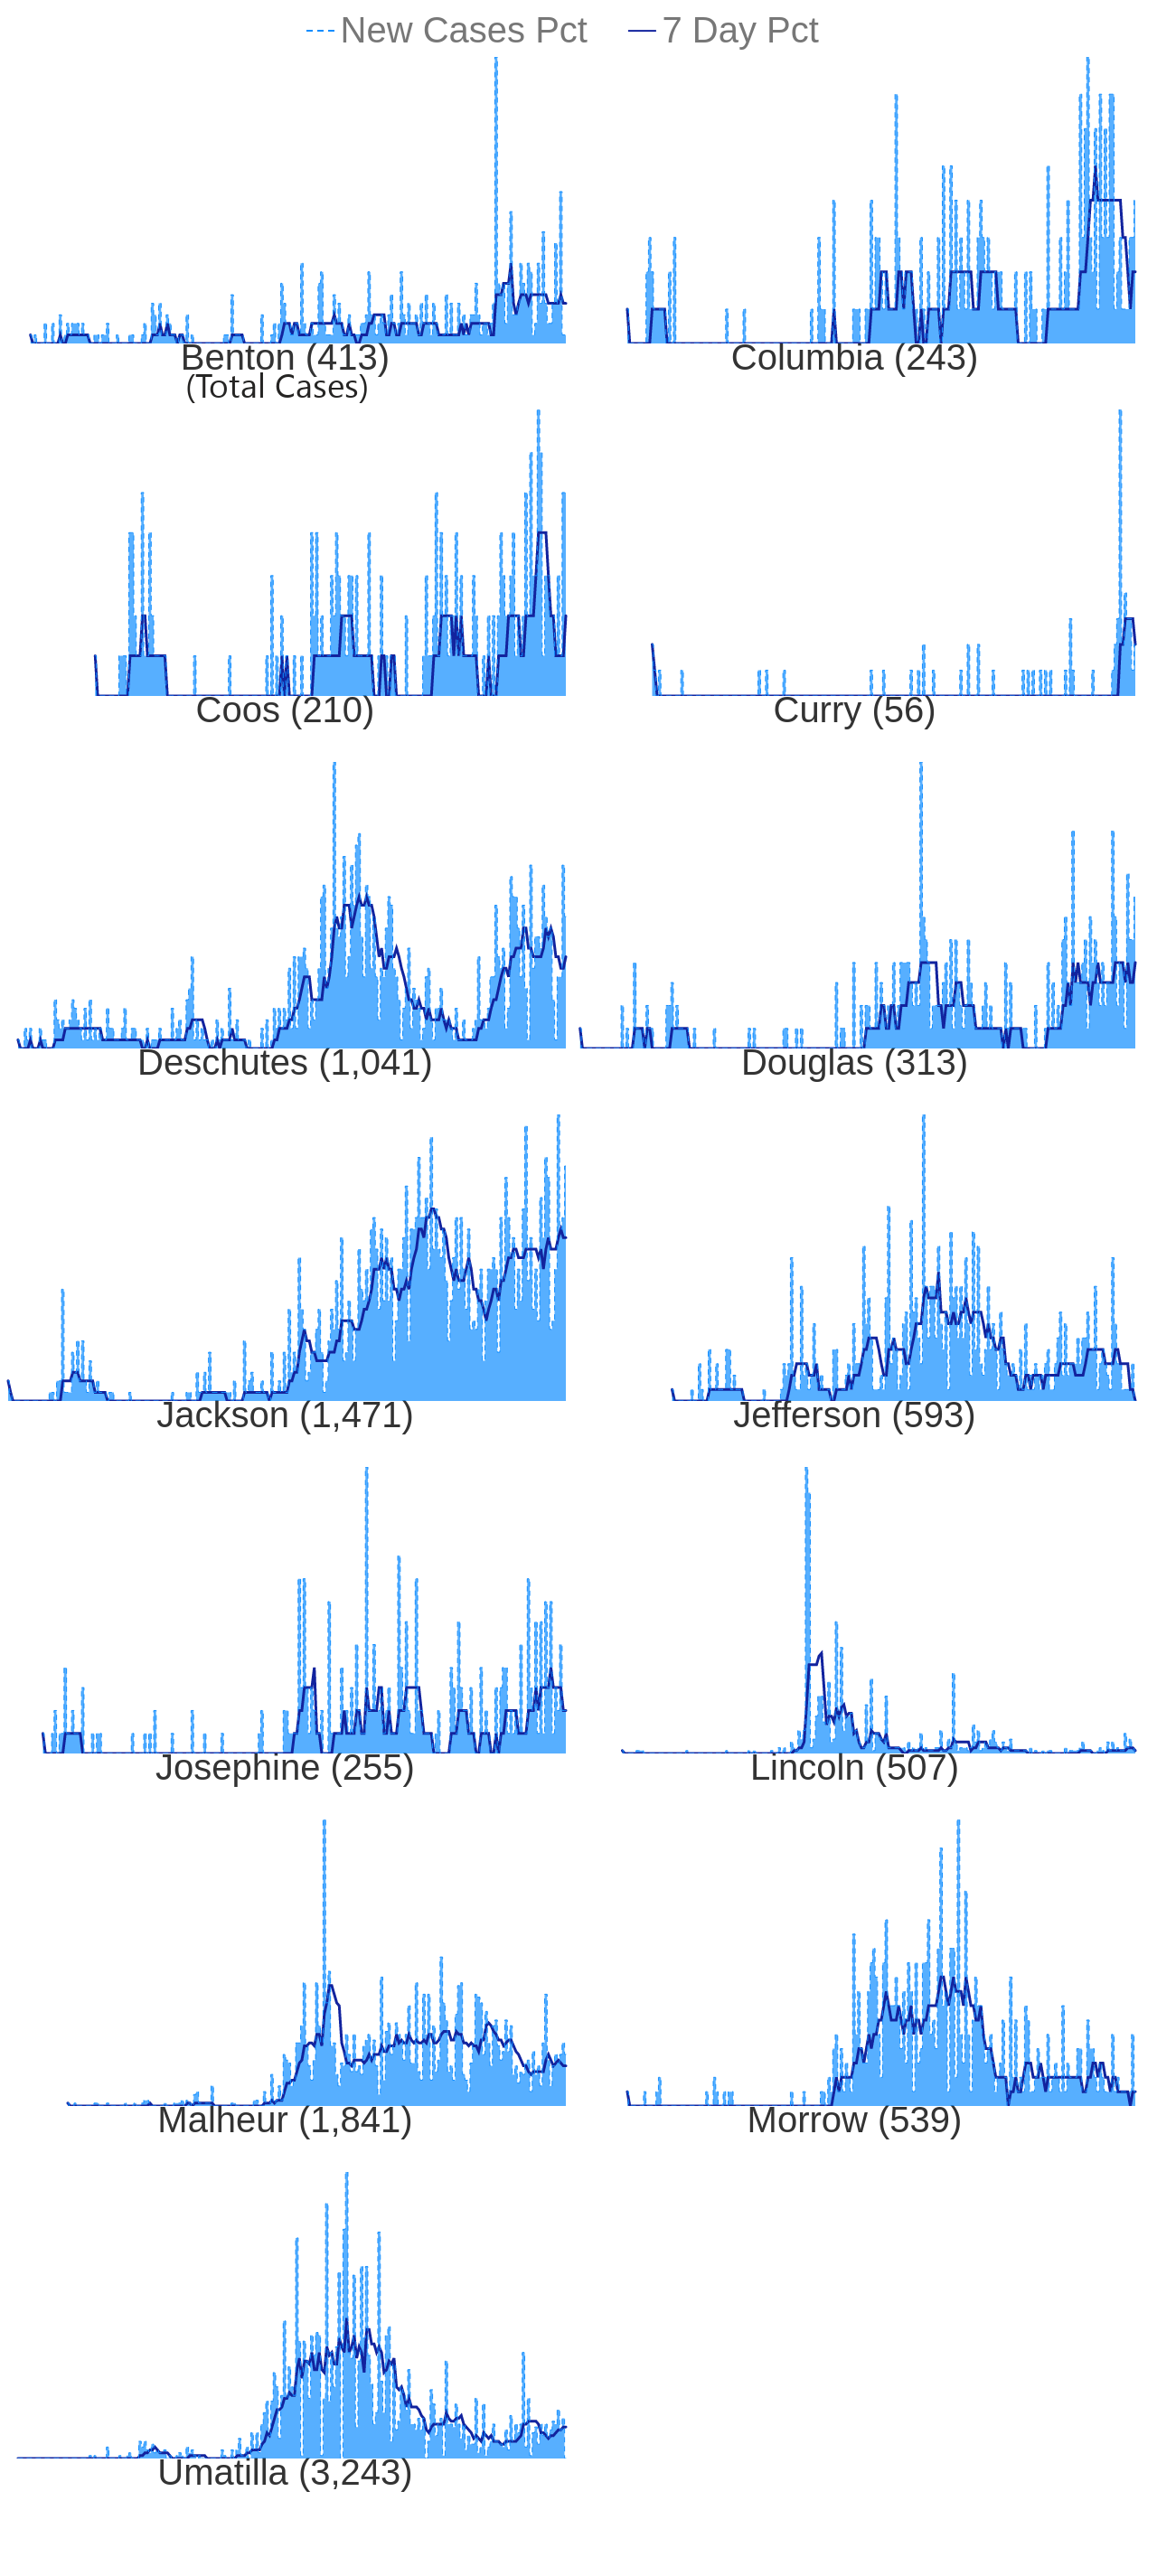 New Cases Pct 7 Day Pct
Benton (413) Columbia (243)
(Total Cases)
Coos (210) Curry (56)
Deschutes (1,041) Douglas (313)
Jackson (1,471) Jefferson (593)
Josephine (255) Lincoln (507)
Malheur (1,841) Morrow (539)
Umatilla (3,243)